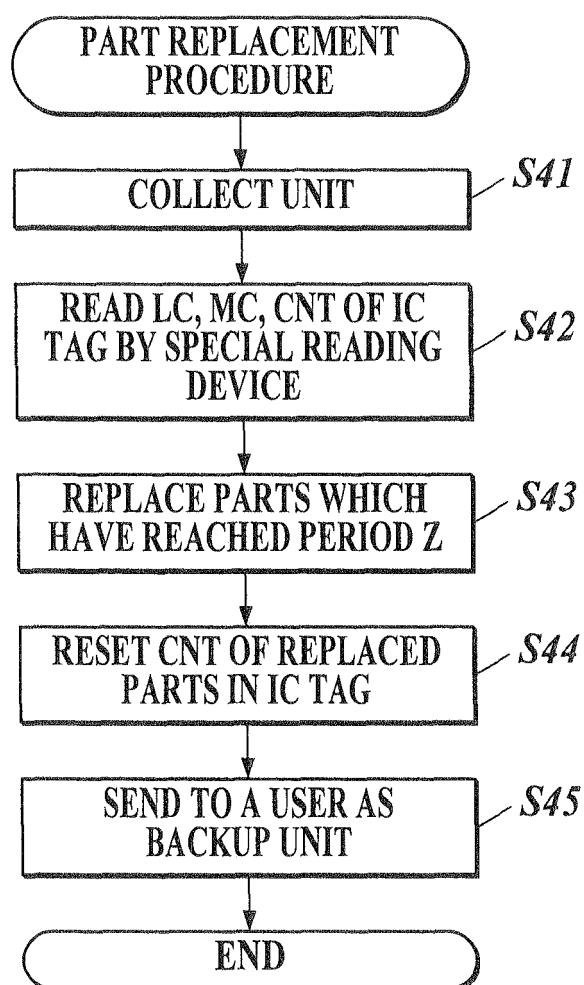 PART REPLACEMENT
PROCEDURE
COLLECT UNIT
S41
READ LC, MC, CNT OF IC
TAG BY SPECIAL READING
DEVICE
S42
REPLACE PARTS WHICH
HAVE REACHED PERIOD Z
S43
RESET CNT OF REPLACED
PARTS IN IC TAG
S44
SEND TO A USER AS
BACKUP UNIT
S45
END